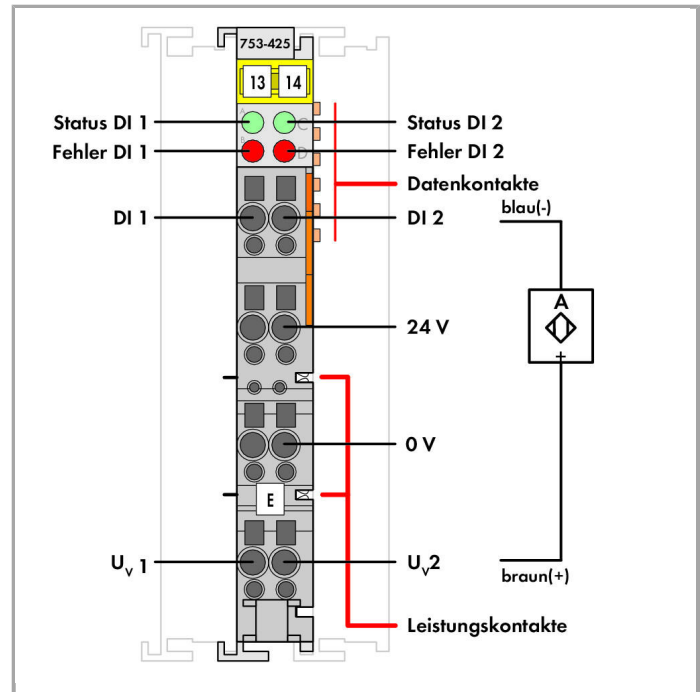 753-425
13 14
A
Status DI 1
C
Status DI 2
B
Fehler DI 1
D
Fehler DI 2
Datenkontakte
DI 1
DI 2
blau(-)
A
24 V
+
0 V
E
Uv 1
Uv2
braun(+)
Leistungskontakte